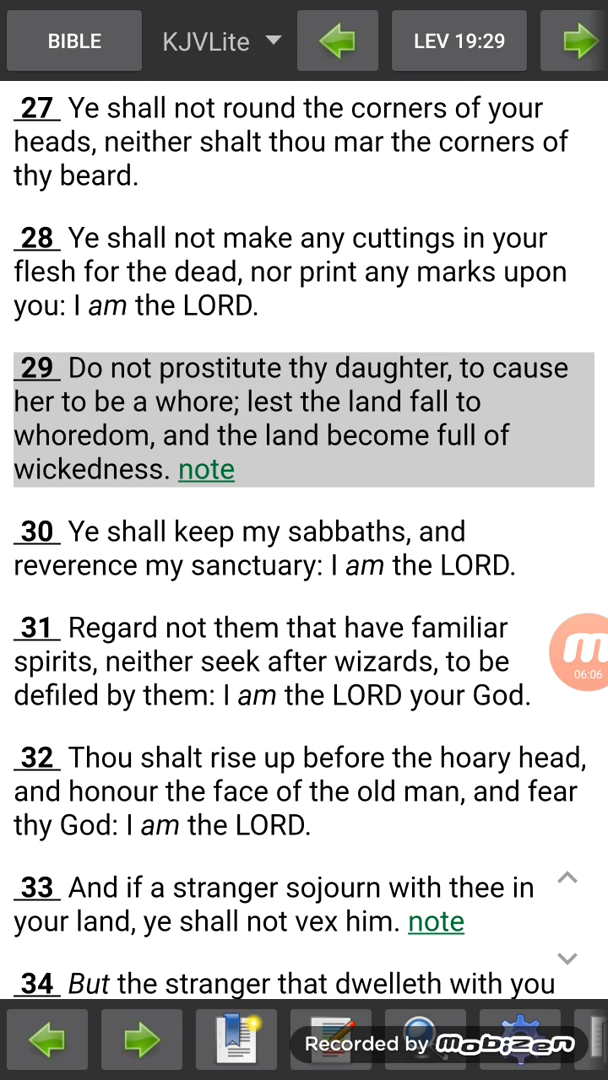 BIBLE KJVLite LEV 19:29
27 Ye shall not round the corners of your
heads, neither shalt thou mar the corners of
thy beard.
28 Ye shall not make any cuttings in your
flesh for the dead, nor print any marks upon
you: I am the LORD.
29 Do not prostitute thy daughter, to cause
her to be a whore; lest the land fall to
whoredom, and the land become full of
wickedness. note
30 Ye shall keep my sabbaths, and
reverence my sanctuary: I am the LORD.
31 Regard not them that have familiar
spirits, neither seek after wizards, to be
defiled by them: I am the LORD your God.
m
06:06
32 Thou shalt rise up before the hoary head,
and honour the face of the old man, and fear
thy God: I am the LORD.
33 And if a stranger sojourn with thee in
your land, ye shall not vex him. note
34 But the stranger that dwelleth with you
Recorded by mobizen